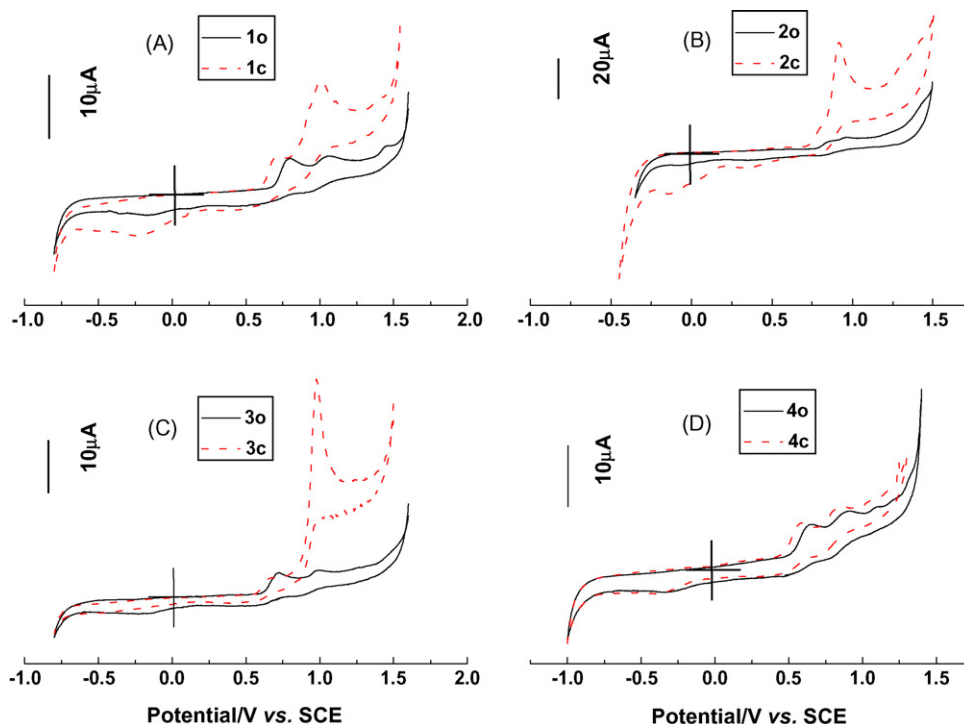 (A)
1o
1c
10μA
-1.0 -0.5 0.0 0.5 1.0 1.5 2.0
(B)
2o
2c
20μA
-1.0 -0.5 0.0 0.5 1.0 1.5
(C)
3o
3c
10μA
-1.0 -0.5 0.0 0.5 1.0 1.5 2.0
Potential/V vs. SCE
(D)
4o
4c
10μA
-1.5 -1.0 -0.5 0.0 0.5 1.0 1.5
Potential/V vs. SCE